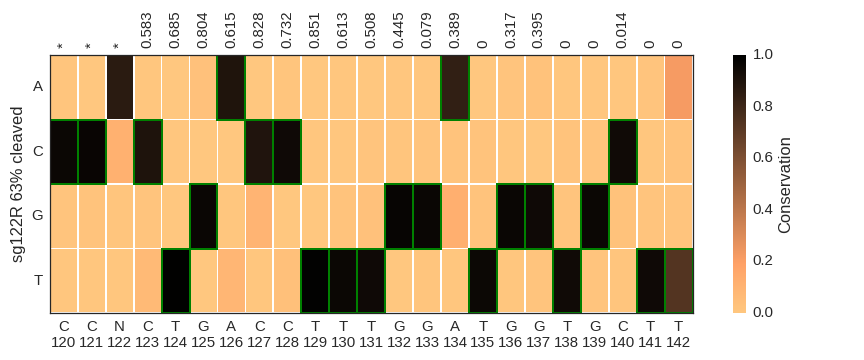 * * * 0.583 0.685 0.804 0.615 0.828 0.732 0.851 0.613 0.508 0.445 0.079 0.389 0 0.317 0.395 0 0 0.014 0 0
sg122R 63% cleaved
A
C
G
T
C C N C T G A C C T T T G G A T G G T G C T T
120 121 122 123 124 125 126 127 128 129 130 131 132 133 134 135 136 137 138 139 140 141 142
1.0
0.8
0.6
0.4
0.2
0.0
Conservation